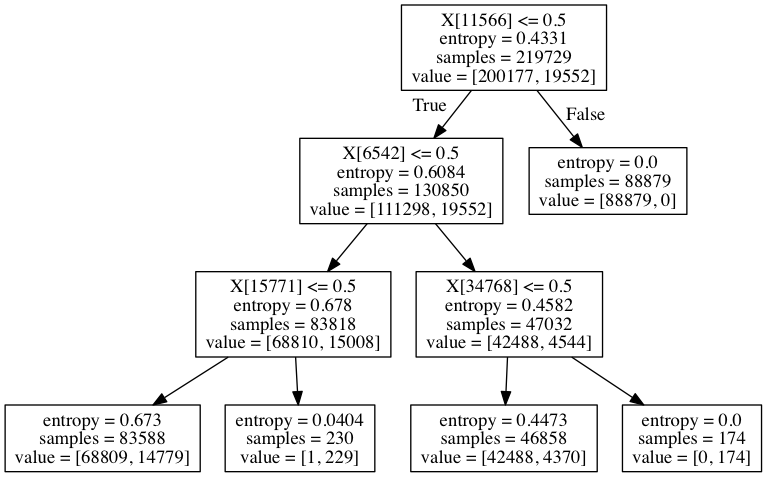 X[11566] <= 0.5
entropy = 0.4331
samples = 219729
value = [200177, 19552]
True
False
X[6542] <= 0.5
entropy = 0.6084
samples = 130850
value = [111298, 19552]
entropy = 0.0
samples = 88879
value = [88879, 0]
X[15771] <= 0.5
entropy = 0.678
samples = 83818
value = [68810, 15008]
X[34768] <= 0.5
entropy = 0.4582
samples = 47032
value = [42488, 4544]
entropy = 0.673
samples = 83588
value = [68809, 14779]
entropy = 0.0404
samples = 230
value = [1, 229]
entropy = 0.4473
samples = 46858
value = [42488, 4370]
entropy = 0.0
samples = 174
value = [0, 174]